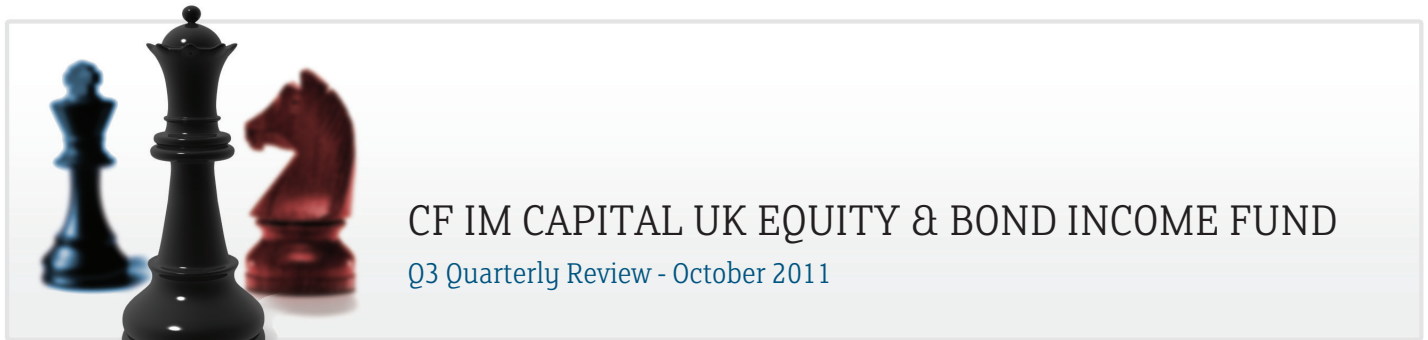 CF IM CAPITAL UK EQUITY & BOND INCOME FUND
Q3 Quarterly Review - October 2011